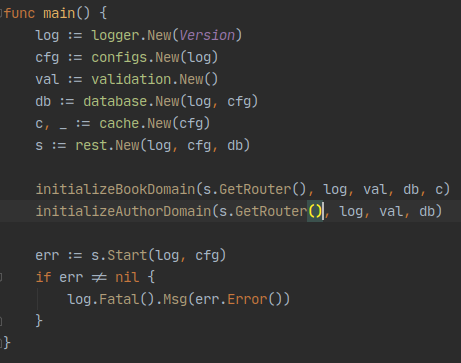 func main() {
    log := logger.New(Version)
    cfg := configs.New(log)
    val := validation.New()
    db := database.New(log, cfg)
    c, _ := cache.New(cfg)
    s := rest.New(log, cfg, db)

    initializeBookDomain(s.GetRouter(), log, val, db, c)
    initializeAuthorDomain(s.GetRouter(), log, val, db)

    err := s.Start(log, cfg)
    if err ≠ nil {
        log.Fatal().Msg(err.Error())
    }
}